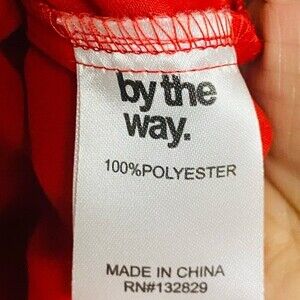 by the
way.
100%POLYESTER
MADE IN CHINA
RN#132829